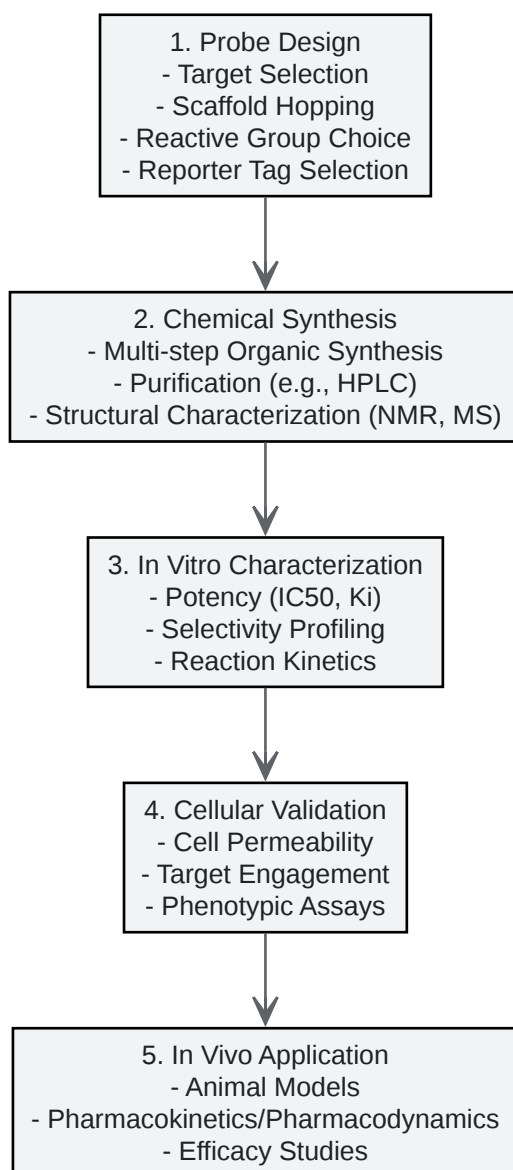 1. Probe Design
- Target Selection
- Scaffold Hopping
- Reactive Group Choice
- Reporter Tag Selection
2. Chemical Synthesis
- Multi-step Organic Synthesis
- Purification (e.g., HPLC)
- Structural Characterization (NMR, MS)
3. In Vitro Characterization
- Potency (IC50, Ki)
- Selectivity Profiling
- Reaction Kinetics
4. Cellular Validation
- Cell Permeability
- Target Engagement
- Phenotypic Assays
5. In Vivo Application
- Animal Models
- Pharmacokinetics/Pharmacodynamics
- Efficacy Studies